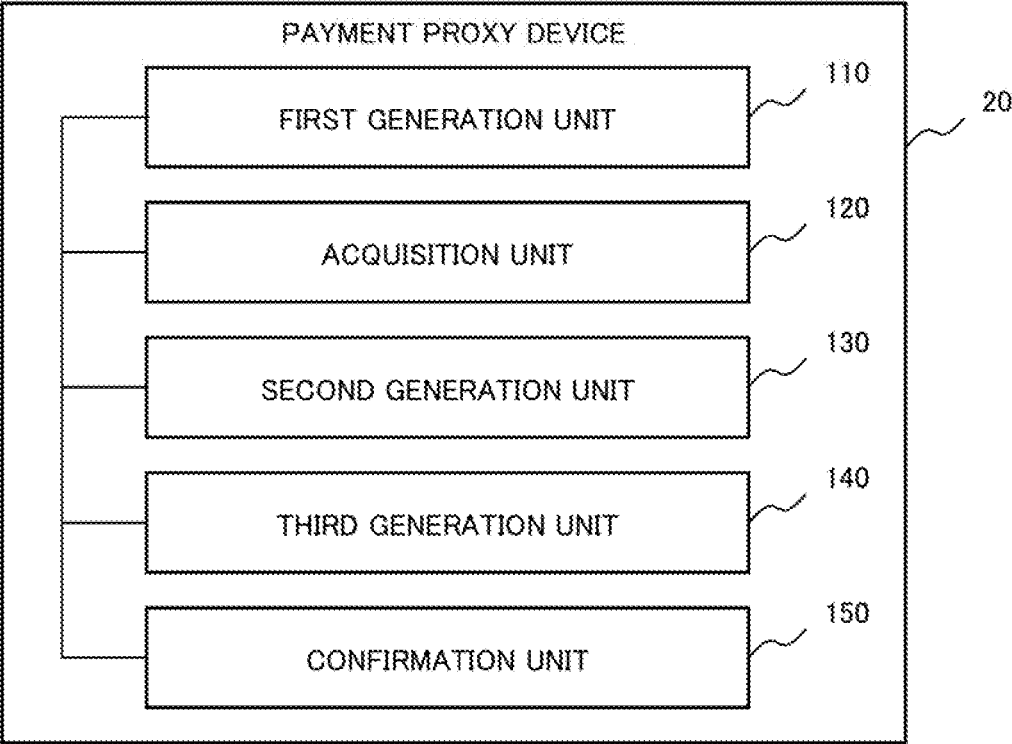 PAYMENT PROXY DEVICE
110
20
FIRST GENERATION UNIT
120
ACQUISITION UNIT
130
SECOND GENERATION UNIT
140
THIRD GENERATION UNIT
150
CONFIRMATION UNIT